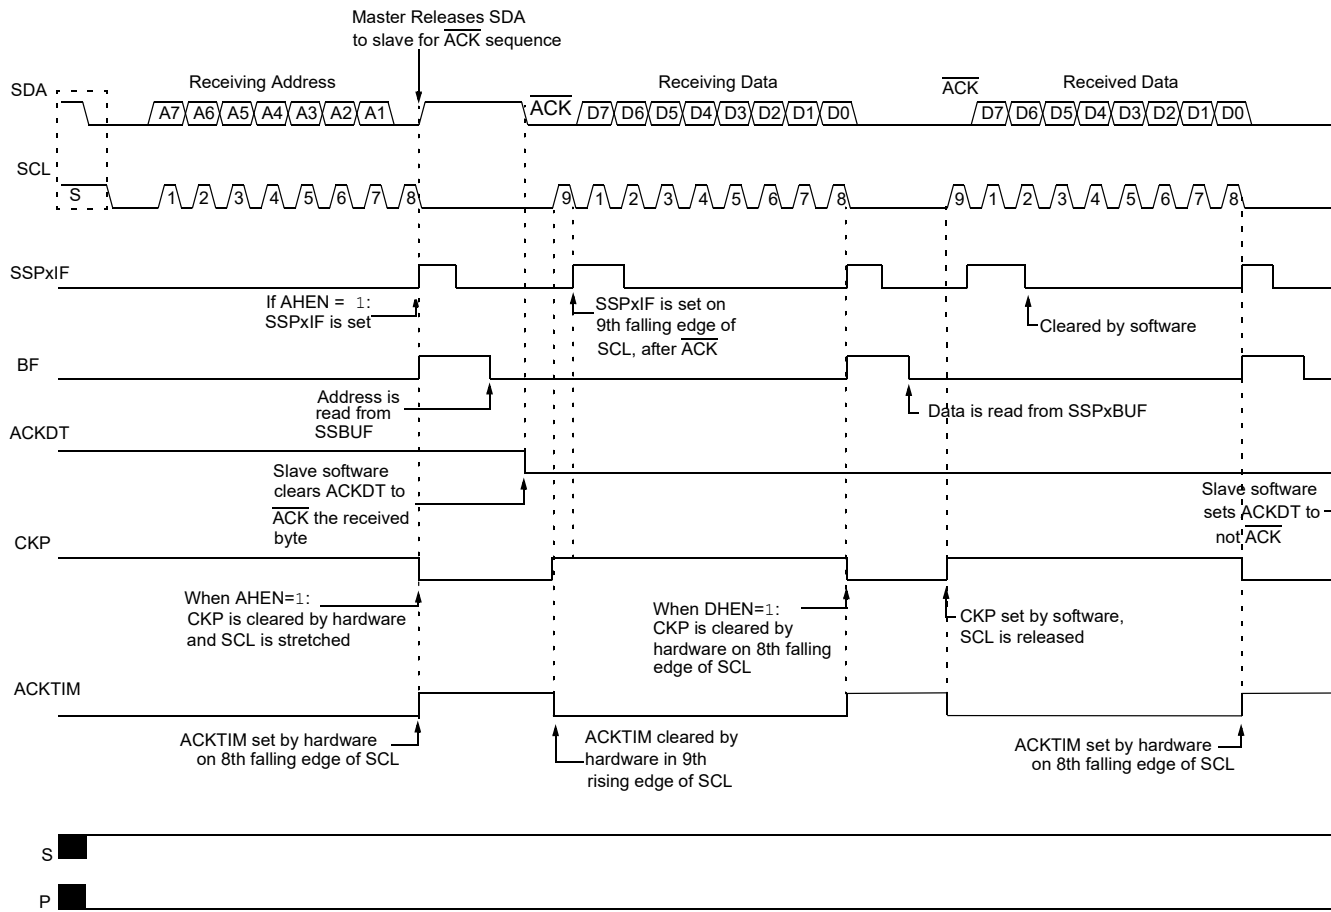 Master Releases SDA
to slave for ACK sequence
Receiving Address
Receiving Data
Received Data
SDA
ACK
ACK
A7 A6 A5 A4 A3 A2 A1
D7 D6 D5 D4 D3 D2 D1 D0
D7 D6 D5 D4 D3 D2 D1 D0
SCL
S
1 2 3 4 5 6 7 8
9 1 2 3 4 5 6 7 8
9 1 2 3 4 5 6 7 8
SSPxIF
If AHEN = 1:
SSPxIF is set
SSPxIF is set on
9th falling edge of
SCL, after ACK
Cleared by software
BF
Address is
read from
SSBUF
Data is read from SSPxBUF
ACKDT
Slave software
clears ACKDT to
ACK the received
byte
Slave software
sets ACKDT to
not ACK
CKP
When AHEN=1:
CKP is cleared by hardware
and SCL is stretched
When DHEN=1:
CKP is cleared by
hardware on 8th falling
edge of SCL
CKP set by software,
SCL is released
ACKTIM
ACKTIM set by hardware
on 8th falling edge of SCL
ACKTIM cleared by
hardware in 9th
rising edge of SCL
ACKTIM set by hardware
on 8th falling edge of SCL
S
P